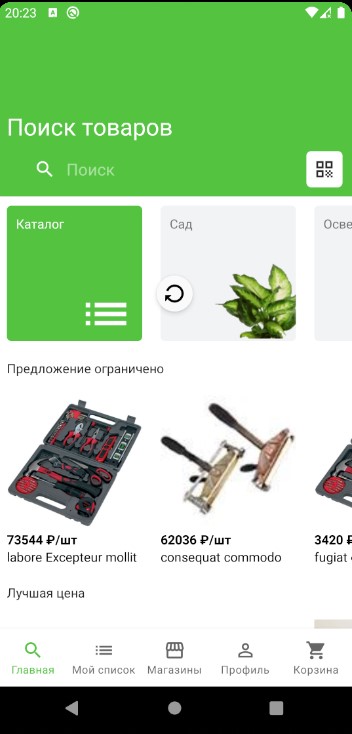 20:23
Поиск товаров
Поиск
Каталог
Сад
Осве
Предложение ограничено
73544 ₽/шт
labore Excepteur mollit
62036 ₽/шт
consequat commodo
3420 ₽
fugiat
Лучшая цена
Главная
Мой список
Магазины
Профиль
Корзина